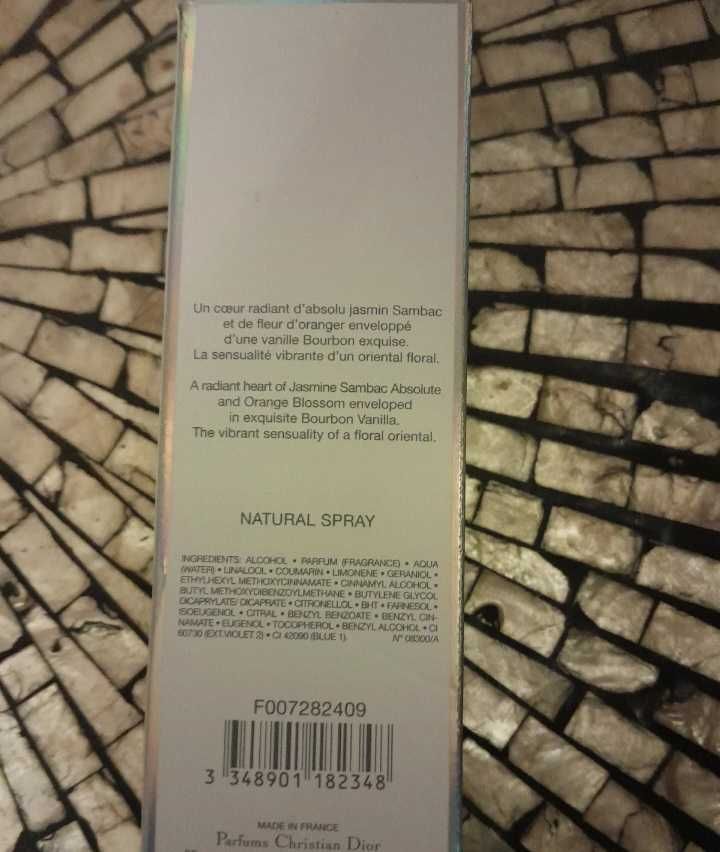 Un cœur radiant d'absolu jasmin Sambac
et de fleur d'oranger enveloppé
d'une vanille Bourbon exquise.
La sensualité vibrante d'un oriental floral.
A radiant heart of Jasmine Sambac Absolute
and Orange Blossom enveloped
in exquisite Bourbon Vanilla.
The vibrant sensuality of a floral oriental.
NATURAL SPRAY
INGREDIENTS: ALCOHOL • PARFUM (FRAGRANCE) • AQUA
(WATER) • LINALOOL • COUMARIN • LIMONENE • GERANIOL •
ETHYLHEXYL METHOXYCINNAMATE • CINNAMYL ALCOHOL •
BUTYL METHOXYDIBENZOYLMETHANE • BUTYLENE GLYCOL
DICAPRYLATE/ DICAPRATE • CITRONELLOL • BHT • FARNESOL •
ISOEUGENOL • CITRAL • BENZYL BENZOATE • BENZYL CIN-
NAMATE • EUGENOL • TOCOPHEROL • BENZYL ALCOHOL • CI
60730 (EXT.VIOLET 2) • CI 42090 (BLUE 1). N° 08300/A
F007282409
3 348901 182348
MADE IN FRANCE
Parfums Christian Dior